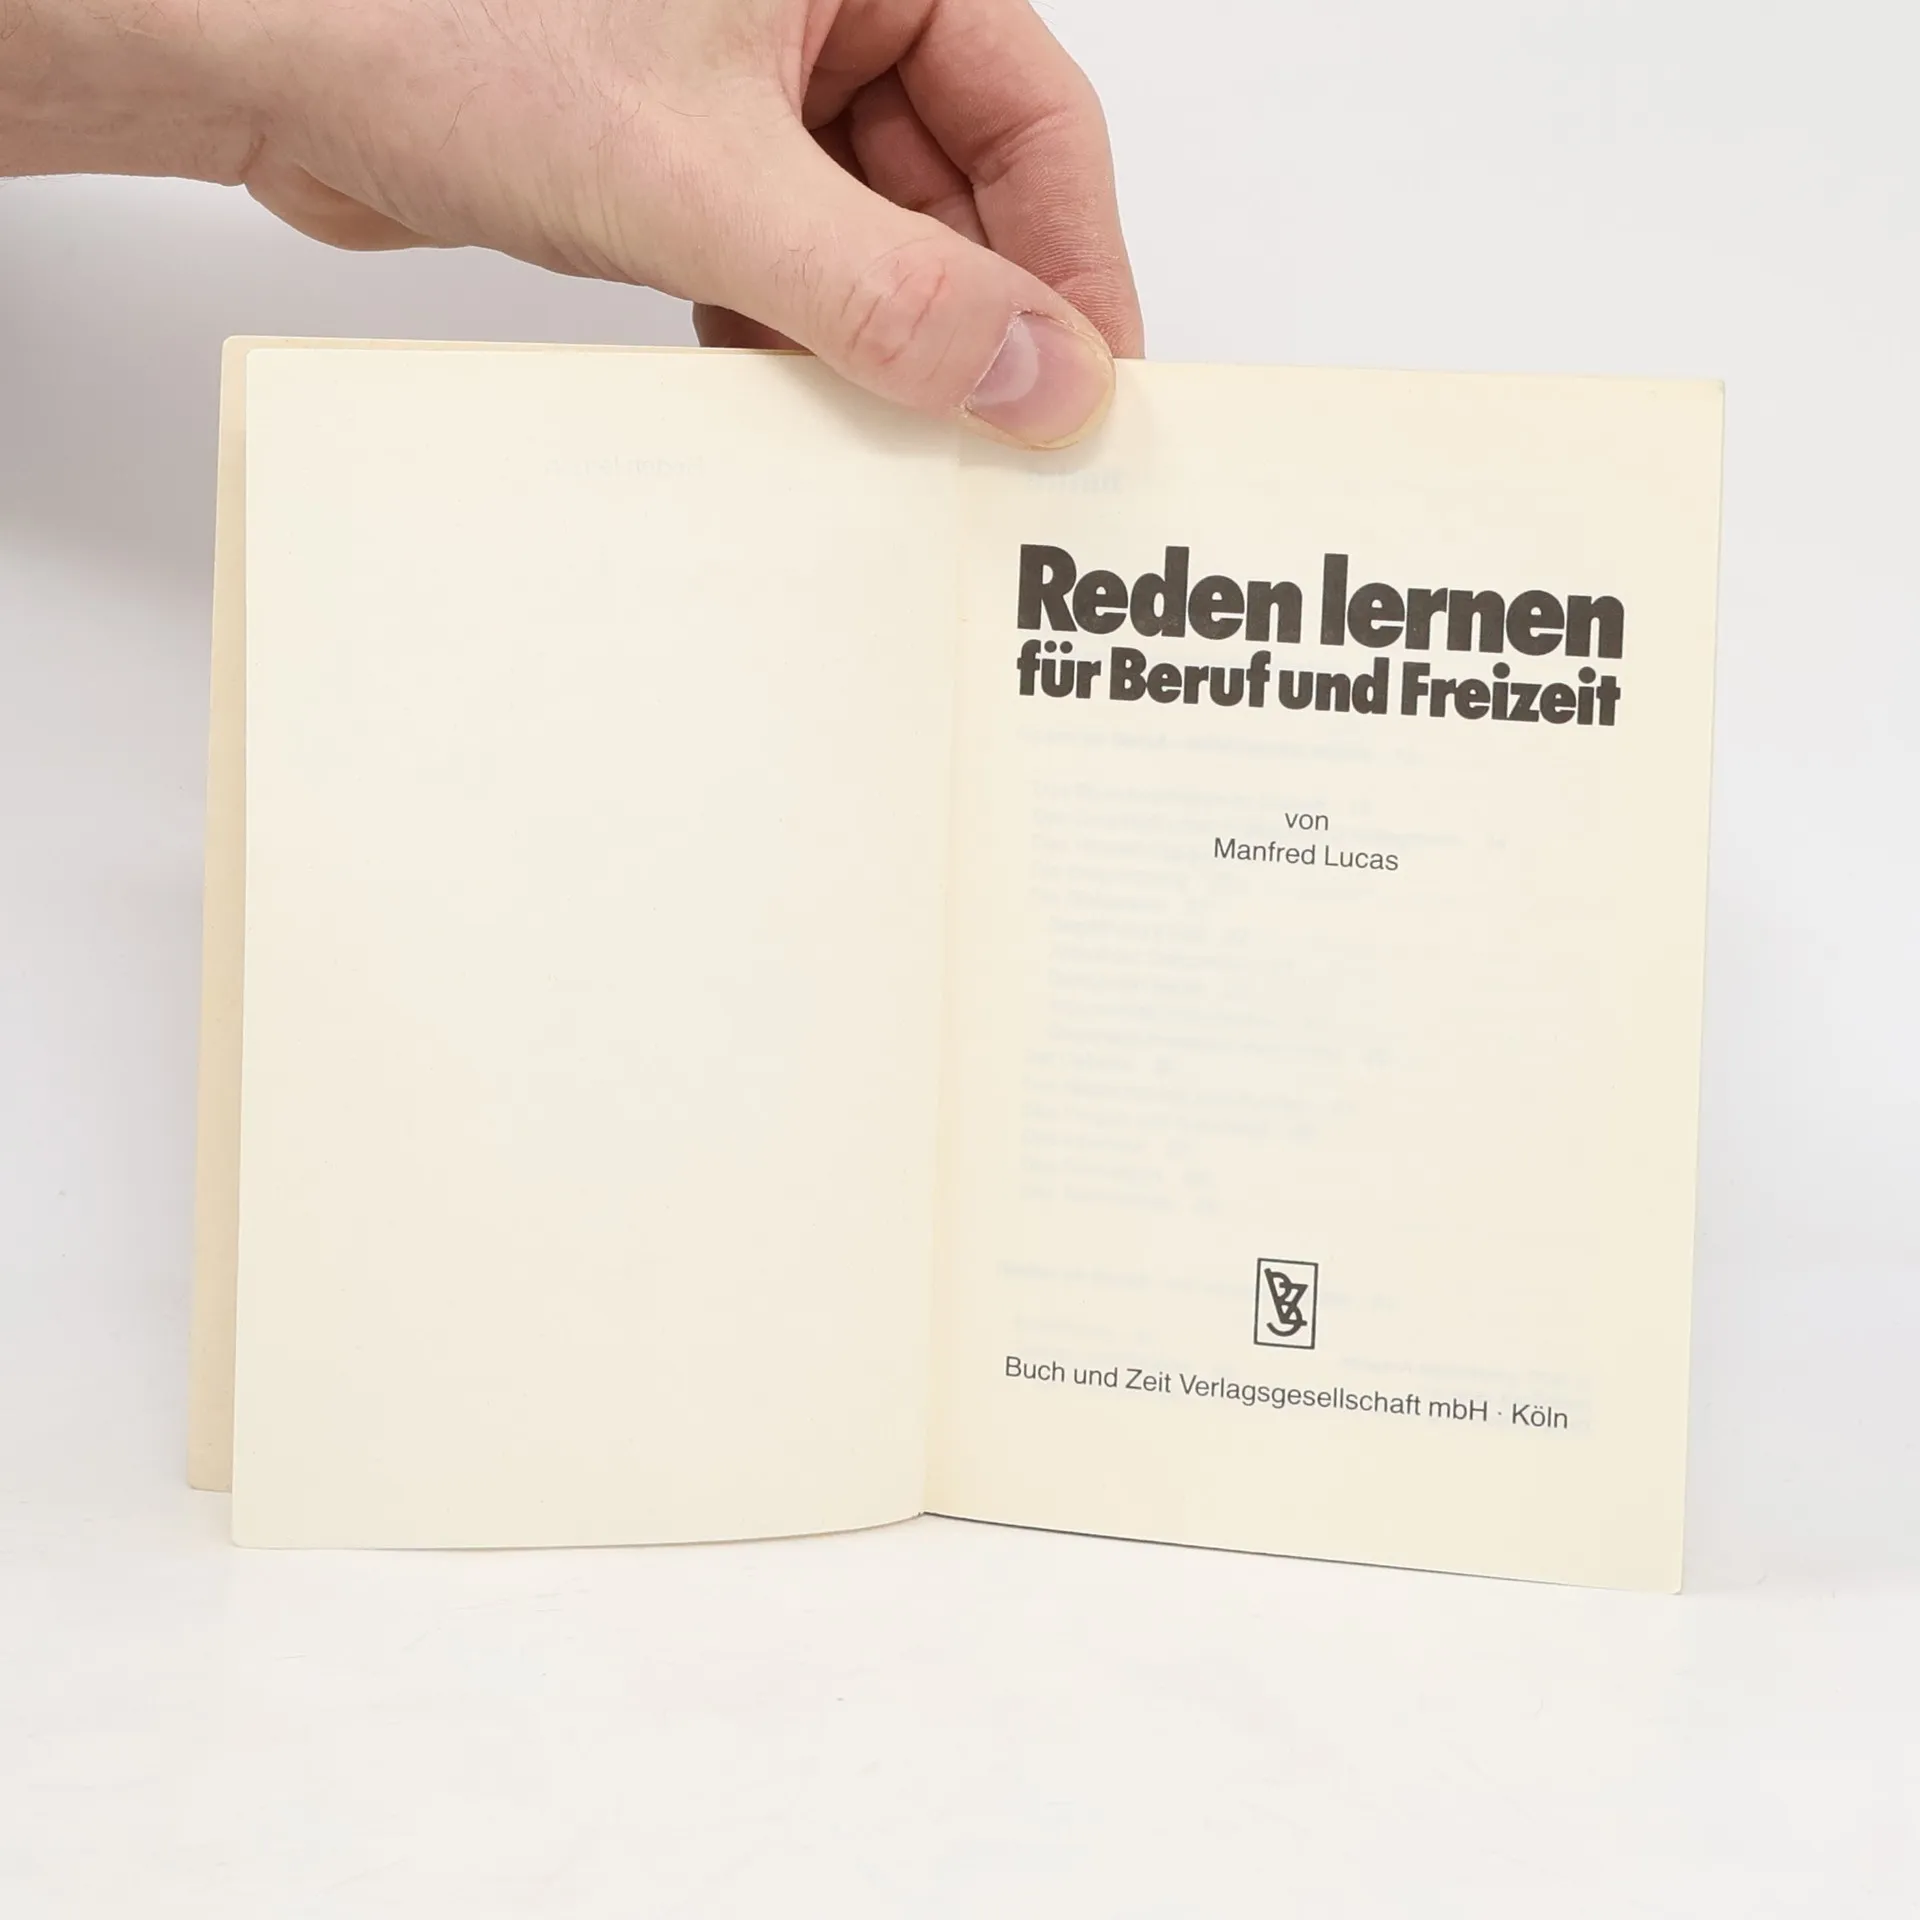 Reden lernen
für Beruf und Freizeit
von
Manfred Lucas
Buch und Zeit Verlagsgesellschaft mbH · Köln